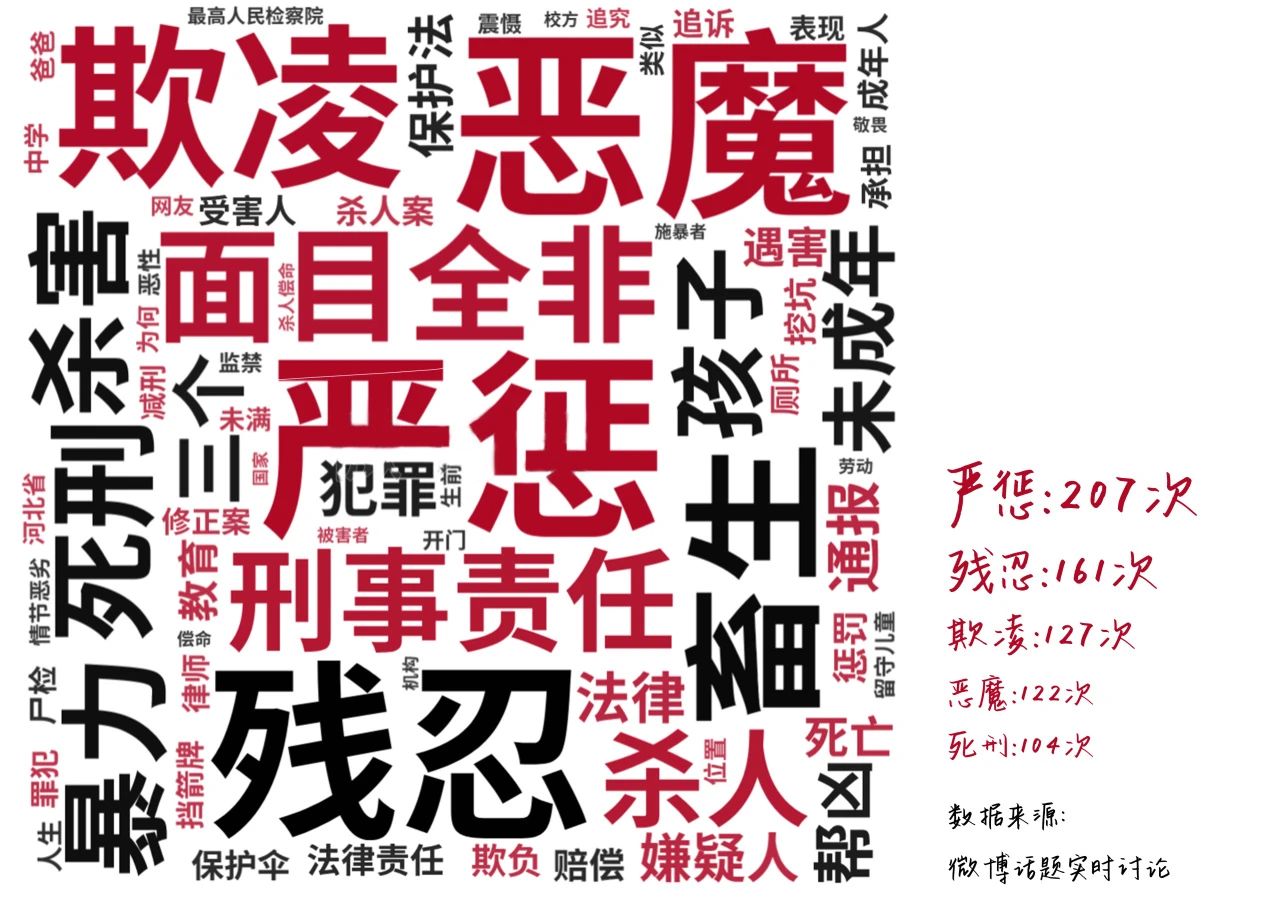 最高人民检察院
爸爸
中学
欺凌
保护法
震慑
校方
追究
类似
追诉
表现
成年人
恶魔
敬畏
承担
网友
受害人
杀人案
施暴者
遇害
杀害
恶性
面目全非
杀人偿命
孩子
挖坑
未成年
为何
减刑
三个
监禁
未满
国家
严惩
厕所
死刑
犯罪
生前
畜生
劳动
通报
河北省
修正案
被害者
开门
情节恶劣
教育
偿命
刑事责任
惩罚
留守儿童
尸检
暴力
律师
机构
残忍
法律
死亡
罪犯
挡箭牌
杀人
位置
帮凶
人生
保护伞
法律责任
欺负
赔偿
嫌疑人
严惩:207次
残忍:161次
欺凌:127次
恶魔:122次
死刑:104次
数据来源:
微博话题实时讨论